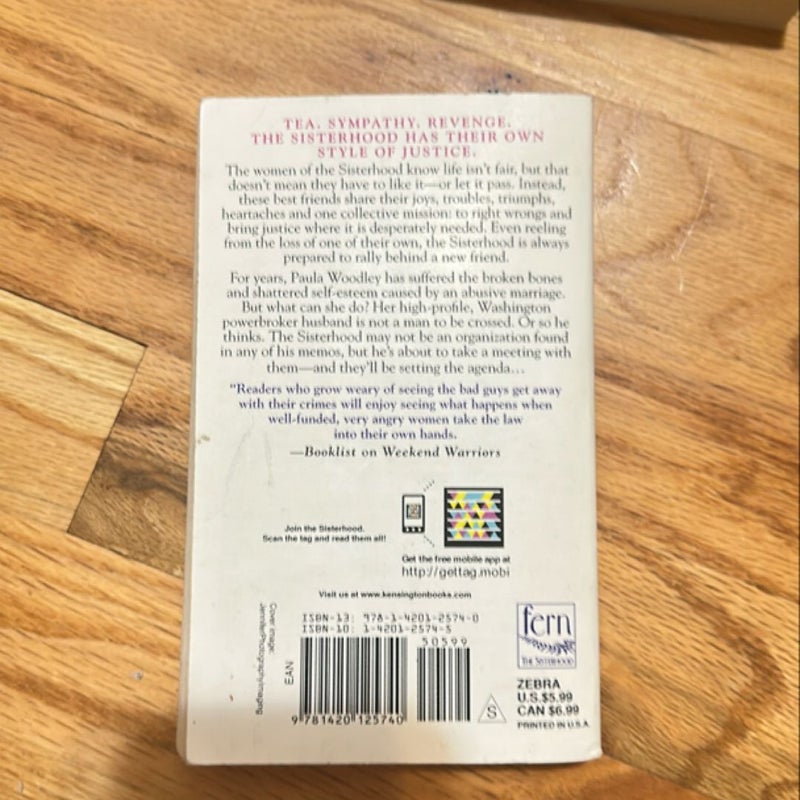 TEA. SYMPATHY. REVENGE.
THE SISTERHOOD HAS THEIR OWN
STYLE OF JUSTICE.
The women of the Sisterhood know life isn't fair, but that
doesn't mean they have to like it—or let it pass. Instead,
these best friends share their joys, troubles, triumphs,
heartaches and one collective mission: to right wrongs and
bring justice where it is desperately needed. Even reeling
from the loss of one of their own, the Sisterhood is always
prepared to rally behind a new friend.
For years, Paula Woodley has suffered the broken bones
and shattered self-esteem caused by an abusive marriage.
But what can she do? Her high-profile, Washington
powerbroker husband is not a man to be crossed. Or so he
thinks. The Sisterhood may not be an organization found
in any of his memos, but he's about to take a meeting with
them—and they'll be setting the agenda...
"Readers who grow weary of seeing the bad guys get away
with their crimes will enjoy seeing what happens when
well-funded, very angry women take the law
into their own hands.
—Booklist on Weekend Warriors
Join the Sisterhood.
Scan the tag and read them all!
Get the free mobile app at
http://gettag.mobi
Visit us at www.kensingtonbooks.com
Cover image:
JenniferPhotographyImaging
ISBN-13: 978-1-4201-2574-0
ISBN-10: 1-4201-2574-5
50599
EAN
9 781420 125740
S
fern
THE SISTERHOOD
ZEBRA
U.S.$5.99
CAN $6.99
PRINTED IN U.S.A.